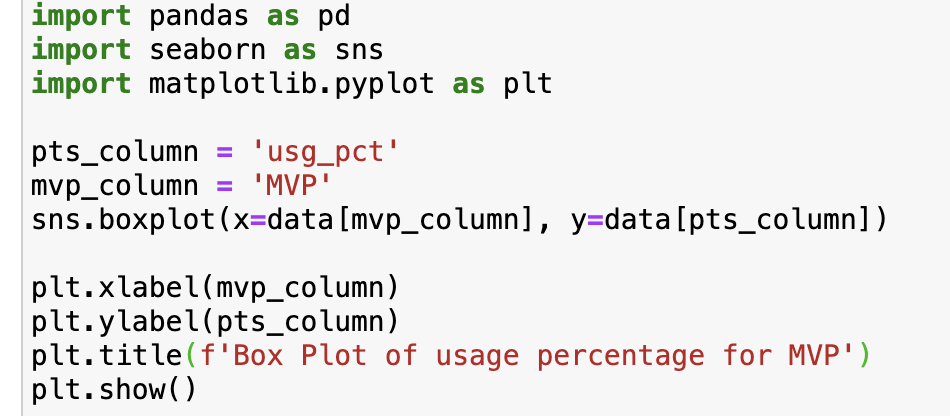 import pandas as pd
import seaborn as sns
import matplotlib.pyplot as plt
pts_column = 'usg_pct'
mvp_column = 'MVP'
sns.boxplot(x=data[mvp_column], y=data[pts_column])
plt.xlabel(mvp_column)
plt.ylabel(pts_column)
plt.title(f'Box Plot of usage percentage for MVP')
plt.show()